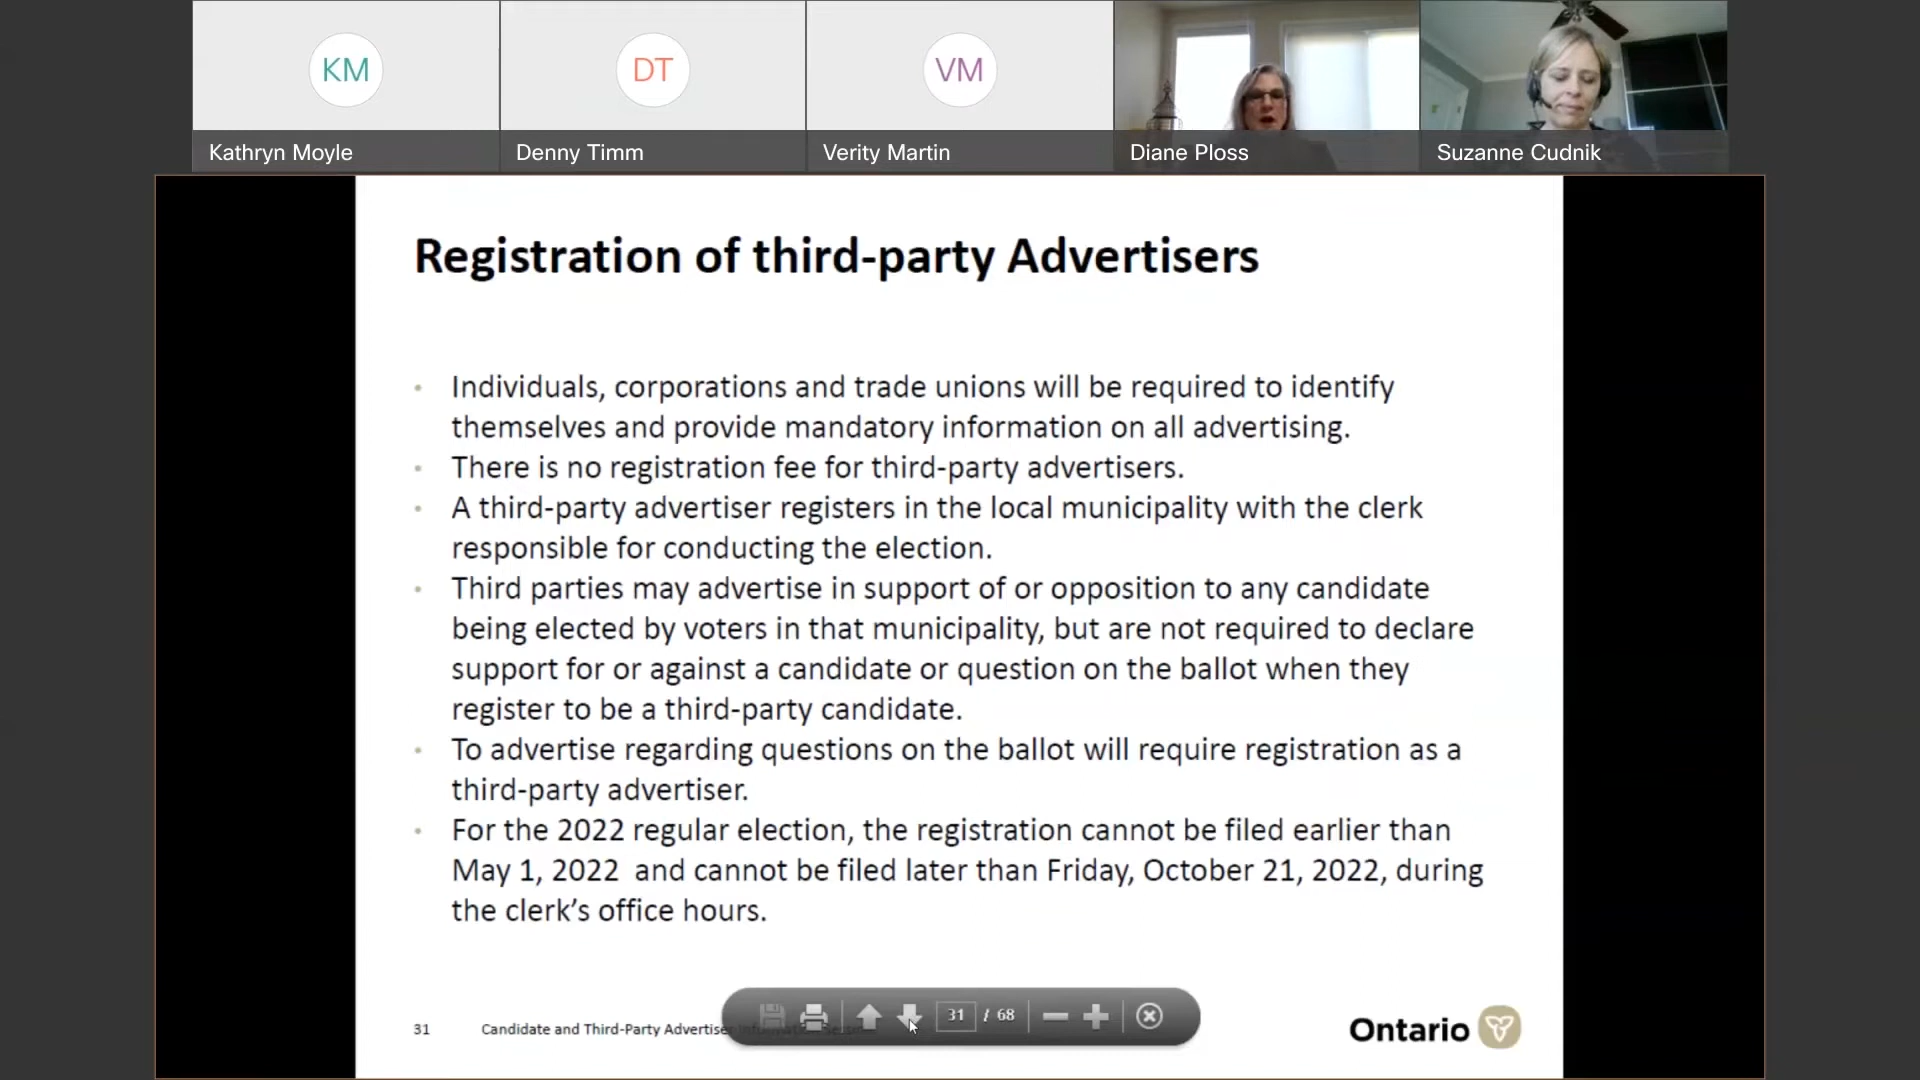 KM
DT
VM
Kathryn Moyle
Denny Timm
Verity Martin
Diane Ploss
Suzanne Cudnik
Registration of third-party Advertisers
• Individuals, corporations and trade unions will be required to identify
themselves and provide mandatory information on all advertising.
• There is no registration fee for third-party advertisers.
• A third-party advertiser registers in the local municipality with the clerk
responsible for conducting the election.
• Third parties may advertise in support of or opposition to any candidate
being elected by voters in that municipality, but are not required to declare
support for or against a candidate or question on the ballot when they
register to be a third-party candidate.
• To advertise regarding questions on the ballot will require registration as a
third-party advertiser.
• For the 2022 regular election, the registration cannot be filed earlier than
May 1, 2022 and cannot be filed later than Friday, October 21, 2022, during
the clerk's office hours.
31 Candidate and Third-Party Advertiser
31 / 68
Ontario